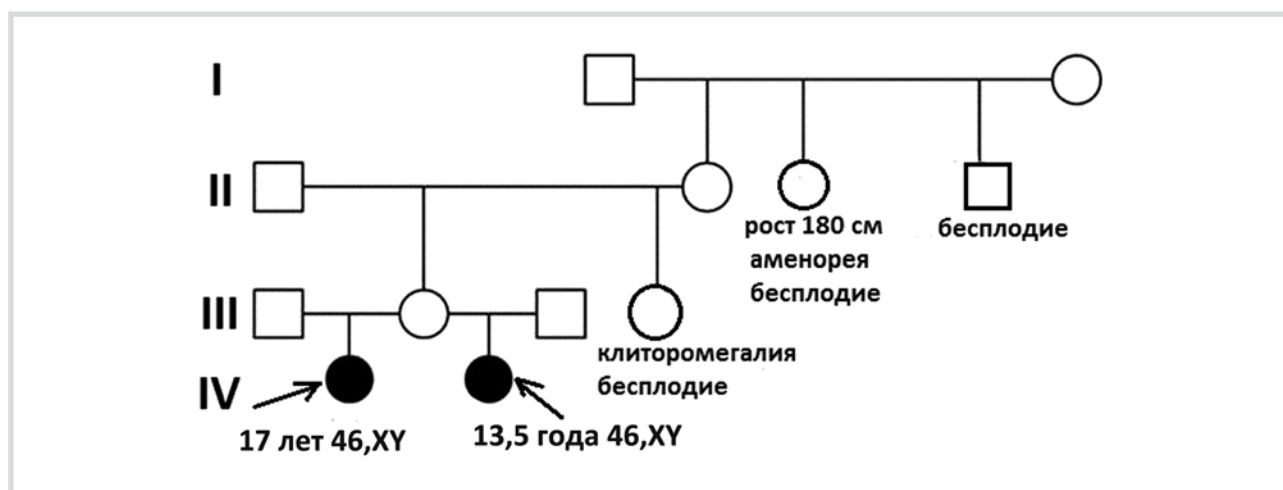 I
II
рост 180 см
аменорея
бесплодие
бесплодие
III
клиторомегалия
бесплодие
IV
17 лет 46,XY
13,5 года 46,XY